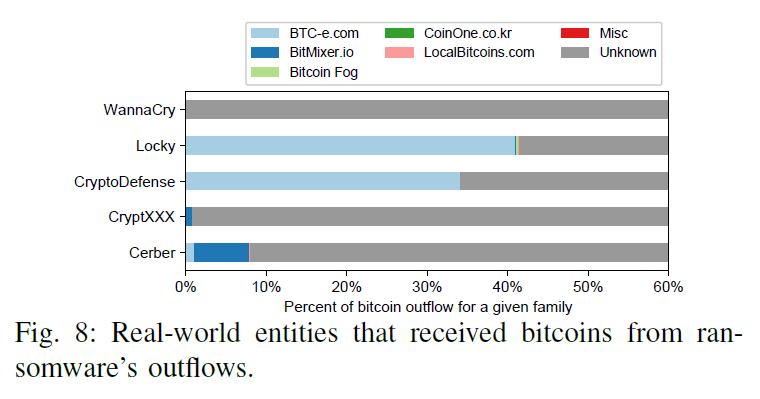 BTC-e.com CoinOne.co.kr Misc
BitMixer.io LocalBitcoins.com Unknown
Bitcoin Fog
WannaCry
Locky
CryptoDefense
CryptXXX
Cerber
0% 10% 20% 30% 40% 50% 60%
Percent of bitcoin outflow for a given family
Fig. 8: Real-world entities that received bitcoins from ran-
somware's outflows.